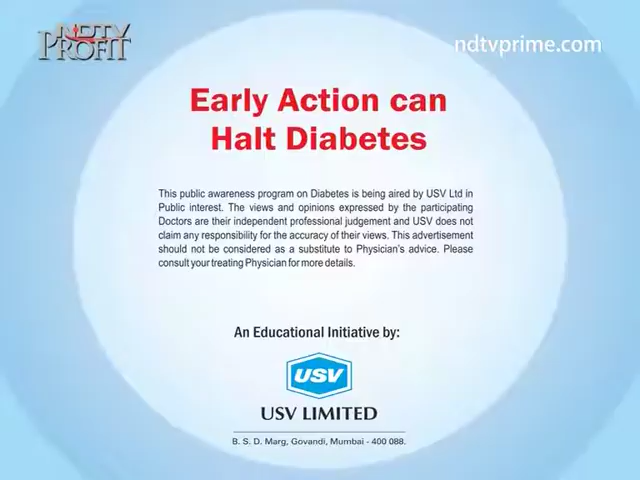 NDTV
PROFIT
ndtvprime.com
Early Action can
Halt Diabetes
This public awareness program on Diabetes is being aired by USV Ltd in
Public interest. The views and opinions expressed by the participating
Doctors are their independent professional judgement and USV does not
claim any responsibility for the accuracy of their views. This advertisement
should not be considered as a substitute to Physician's advice. Please
consult your treating Physician for more details.
An Educational Initiative by:
USV
USV LIMITED
B. S. D. Marg, Govandi, Mumbai - 400 088.